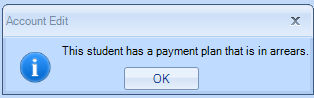 Account Edit
This student has a payment plan that is in arrears.
OK